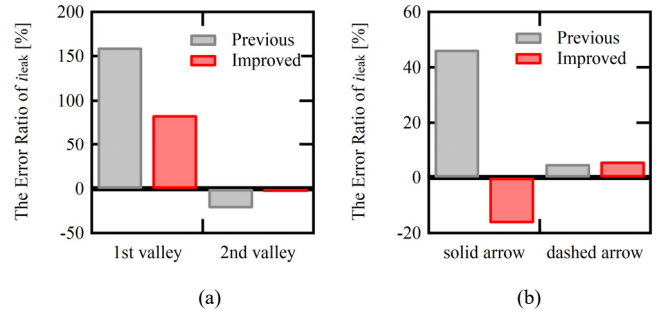 The Error Ratio of ileak [%]
200
150
100
50
0
-50
Previous
Improved
1st valley
2nd valley
(a)
The Error Ratio of ileak [%]
60
40
20
0
-20
Previous
Improved
solid arrow
dashed arrow
(b)